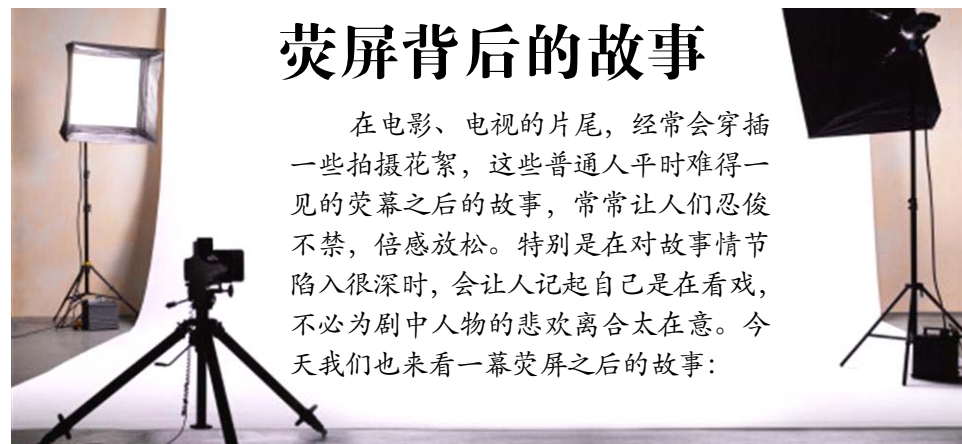 荧屏背后的故事
在电影、电视的片尾，经常会穿插
一些拍摄花絮，这些普通人平时难得一
见的荧幕之后的故事，常常让人们忍俊
不禁，倍感放松。特别是在对故事情节
陷入很深时，会让人记起自己是在看戏，
不必为剧中人物的悲欢离合太在意。今
天我们也来看一幕荧屏之后的故事：